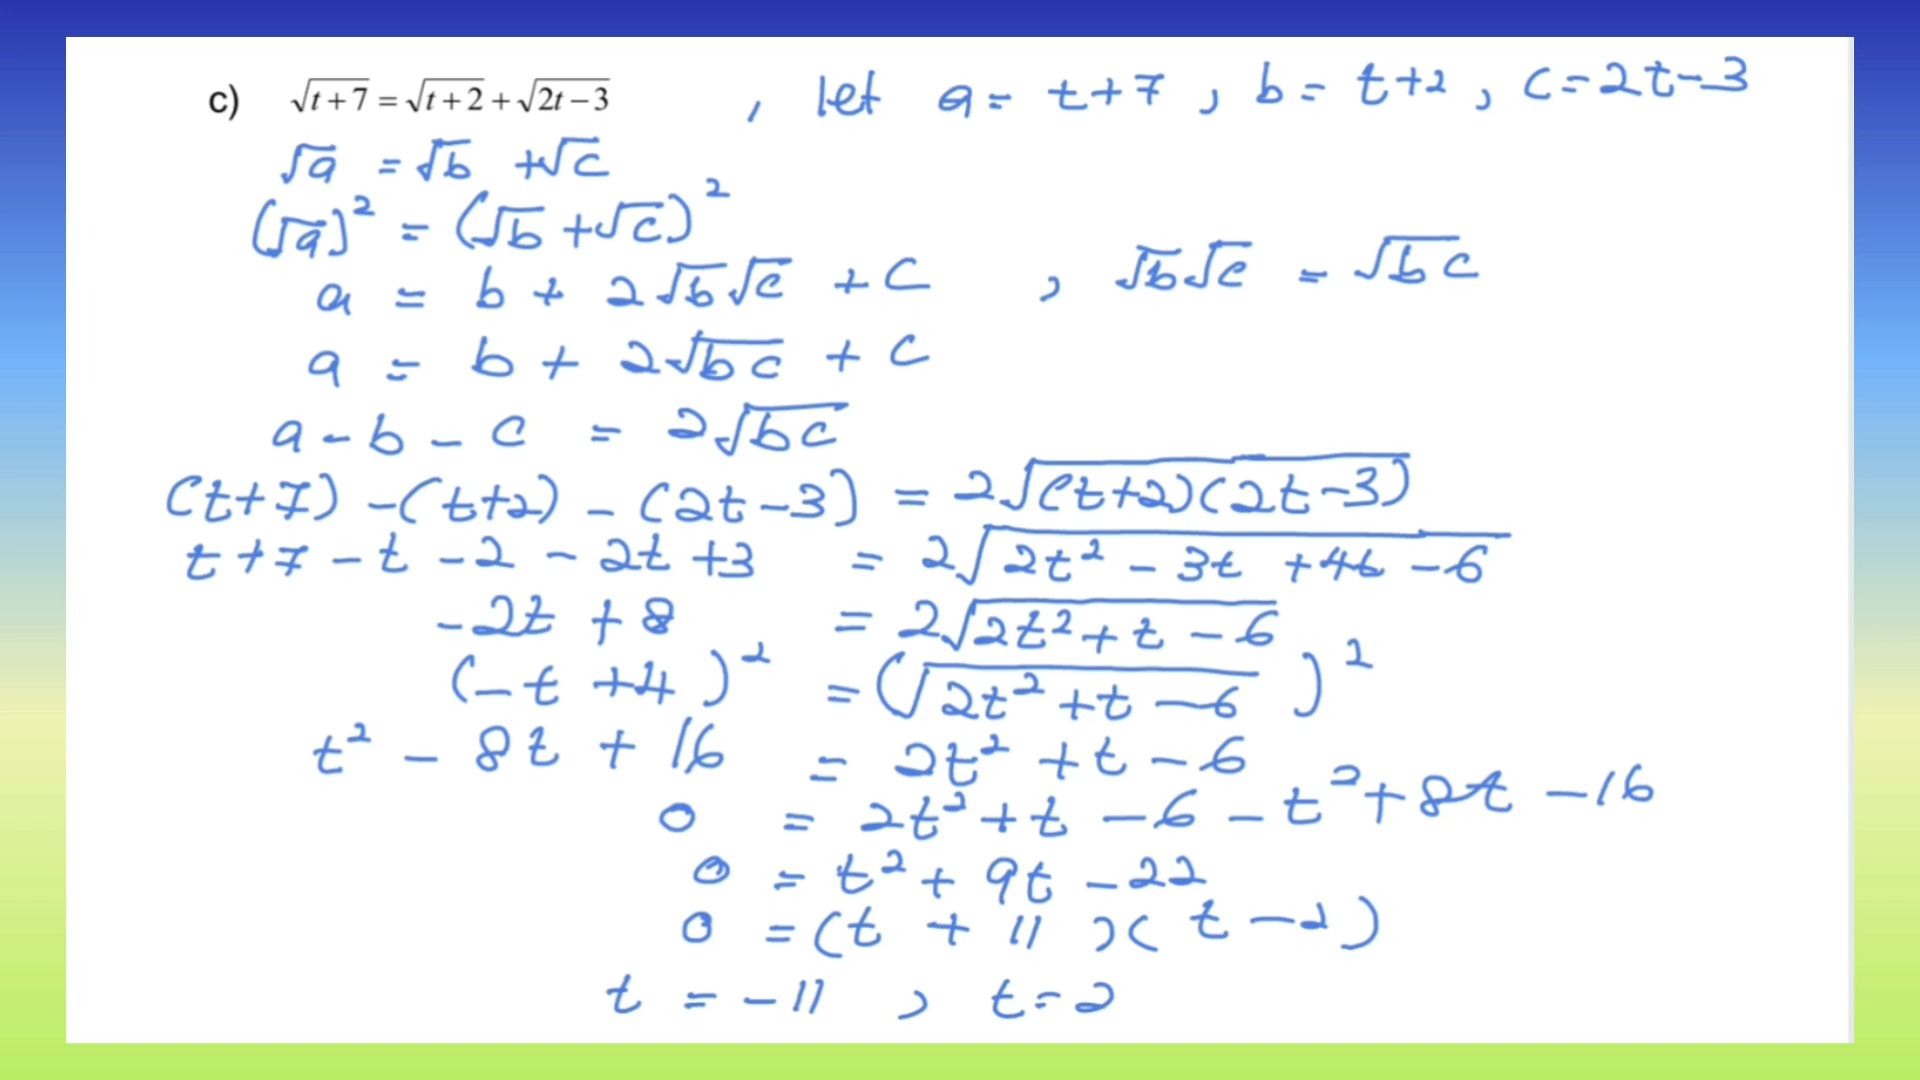 c) √(t + 7) = √(t + 2) + √(2t − 3) , let a = t+7 , b = t+2 , c = 2t-3
√a = √b + √c
(√a)² = (√b + √c)²
a = b + 2√b√c + c , √b√c = √bc
a = b + 2√bc + c
a - b - c = 2√bc
(t+7) - (t+2) - (2t-3) = 2√((t+2)(2t-3))
t + 7 - t - 2 - 2t + 3 = 2√(2t² - 3t + 4t - 6)
-2t + 8 = 2√(2t² + t - 6)
(-t + 4)² = (√(2t² + t - 6))²
t² - 8t + 16 = 2t² + t - 6
0 = 2t² + t - 6 - t² + 8t - 16
0 = t² + 9t - 22
0 = (t + 11)(t - 2)
t = -11 , t = 2